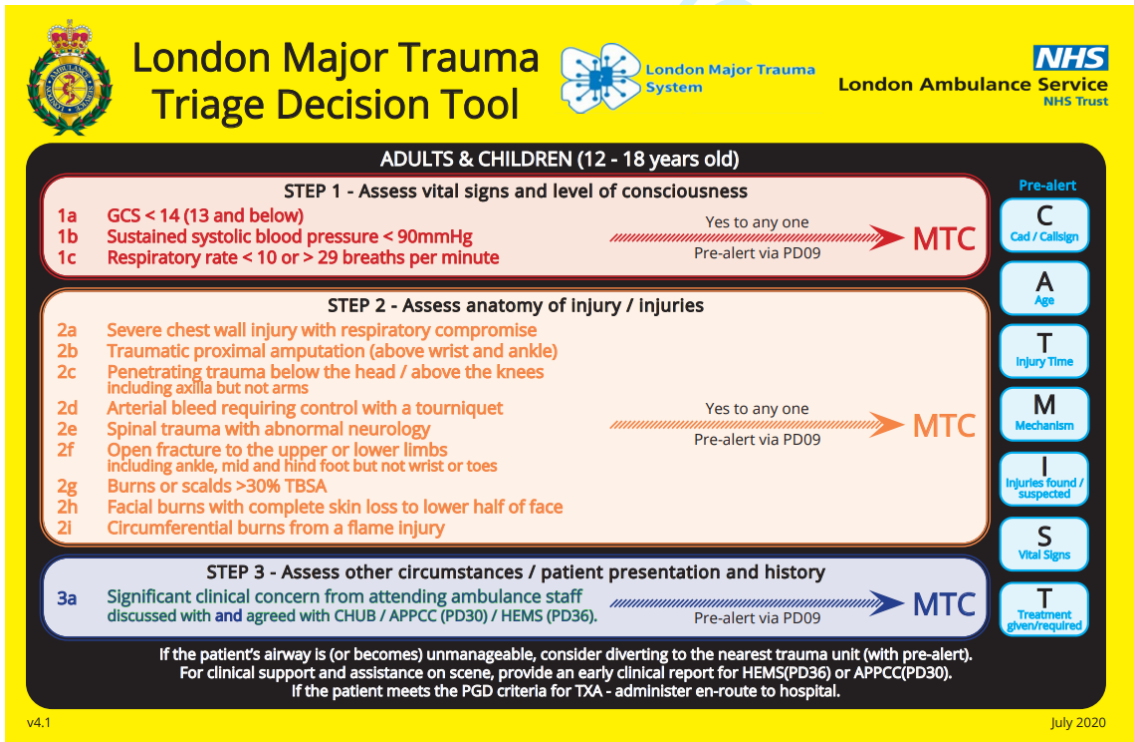 London Major Trauma
Triage Decision Tool
London Major Trauma
System
NHS
London Ambulance Service
NHS Trust
ADULTS & CHILDREN (12 - 18 years old)
STEP 1 - Assess vital signs and level of consciousness
1a GCS < 14 (13 and below)
1b Sustained systolic blood pressure < 90mmHg
1c Respiratory rate < 10 or > 29 breaths per minute
Yes to any one
Pre-alert via PD09
MTC
STEP 2 - Assess anatomy of injury / injuries
2a Severe chest wall injury with respiratory compromise
2b Traumatic proximal amputation (above wrist and ankle)
2c Penetrating trauma below the head / above the knees
including axilla but not arms
2d Arterial bleed requiring control with a tourniquet
2e Spinal trauma with abnormal neurology
2f Open fracture to the upper or lower limbs
including ankle, mid and hind foot but not wrist or toes
2g Burns or scalds >30% TBSA
2h Facial burns with complete skin loss to lower half of face
2i Circumferential burns from a flame injury
Yes to any one
Pre-alert via PD09
MTC
STEP 3 - Assess other circumstances / patient presentation and history
3a Significant clinical concern from attending ambulance staff
discussed with and agreed with CHUB / APPCC (PD30) / HEMS (PD36).
Pre-alert via PD09
MTC
Pre-alert
C
Cad / Callsign
A
Age
T
Injury Time
M
Mechanism
I
Injuries found /
suspected
S
Vital Signs
T
Treatment
given/required
If the patient's airway is (or becomes) unmanageable, consider diverting to the nearest trauma unit (with pre-alert).
For clinical support and assistance on scene, provide an early clinical report for HEMS(PD36) or APPCC(PD30).
If the patient meets the PGD criteria for TXA - administer en-route to hospital.
v4.1
July 2020